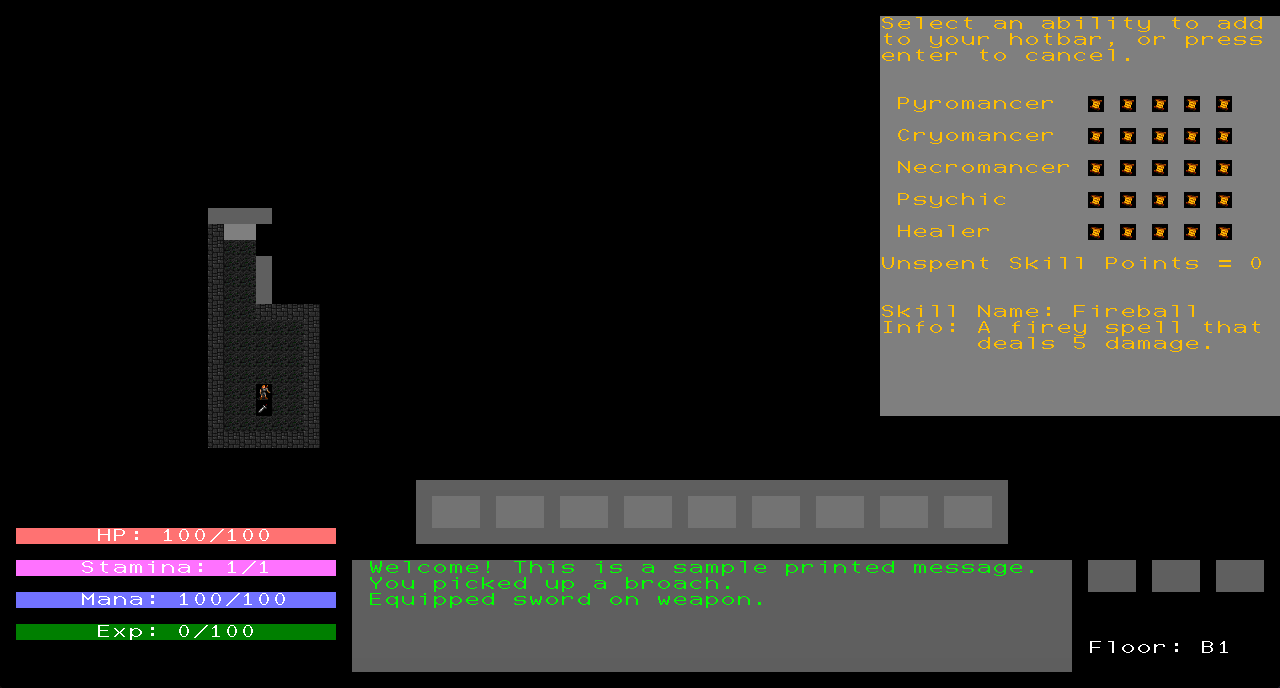 Select an ability to add
to your hotbar, or press
enter to cancel.
Pyromancer
Cryomancer
Necromancer
Psychic
Healer
Unspent Skill Points = 0
Skill Name: Fireball
Info: A firey spell that
deals 5 damage.
HP: 100/100
Stamina: 1/1
Mana: 100/100
Exp: 0/100
Welcome! This is a sample printed message.
You picked up a broach.
Equipped sword on weapon.
Floor: B1